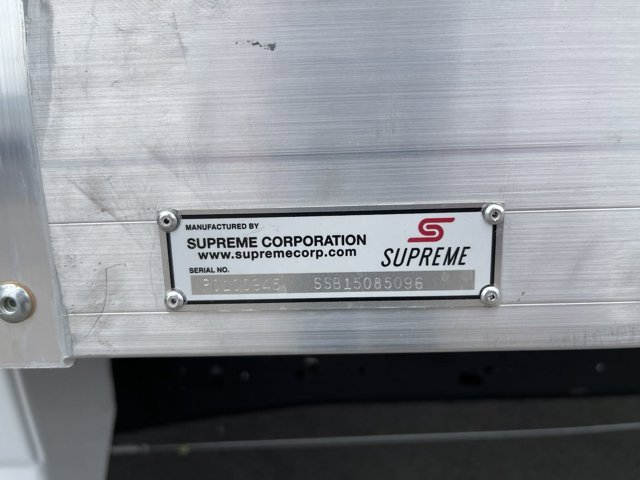 MANUFACTURED BY
SUPREME CORPORATION
www.supremecorp.com
SUPREME
SERIAL NO.
SSB15085096